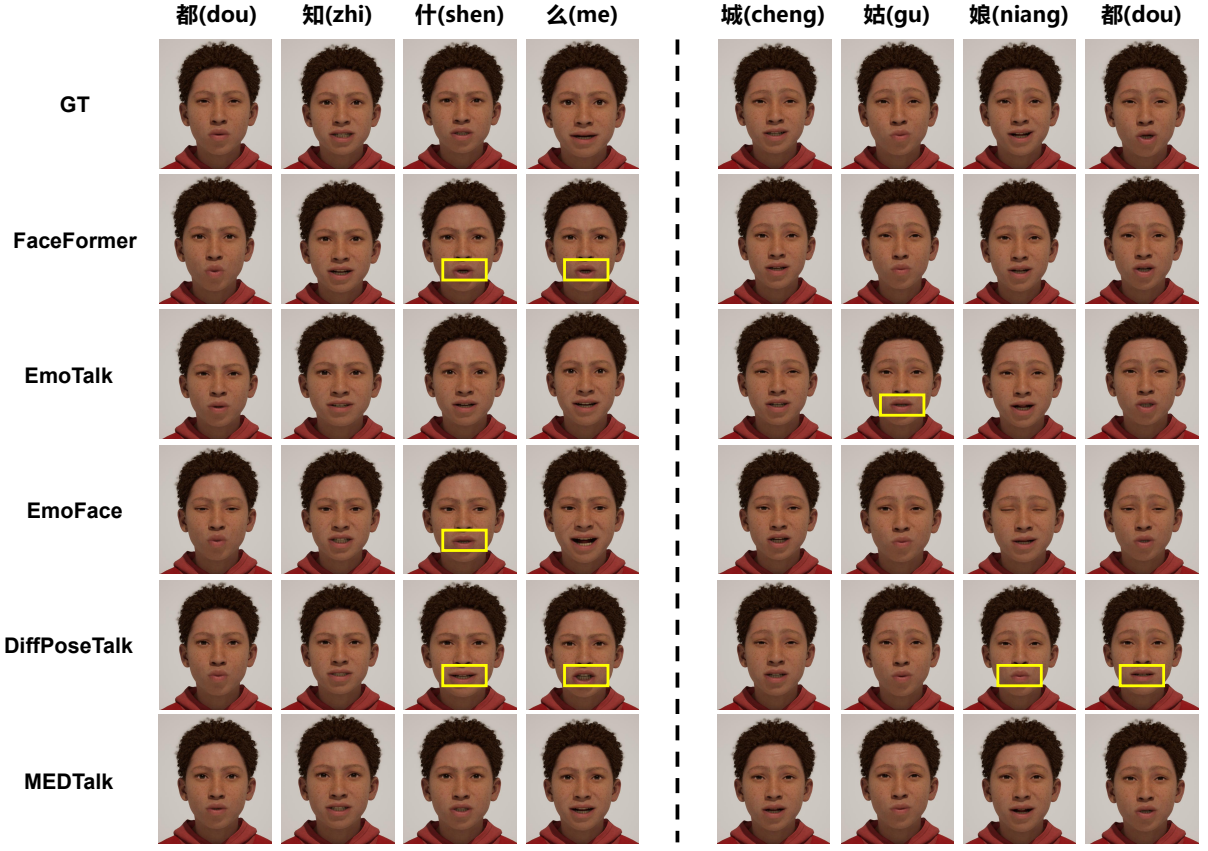 都(dou) 知(zhi) 什(shen) 么(me) 城(cheng) 姑(gu) 娘(niang) 都(dou)
GT
FaceFormer
EmoTalk
EmoFace
DiffPoseTalk
MEDTalk